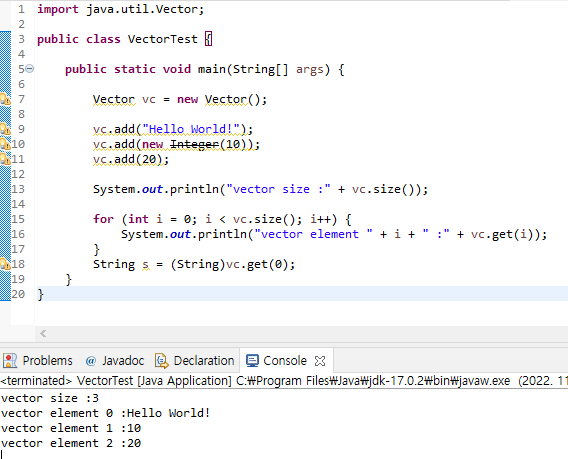 1 import java.util.Vector;
2
3 public class VectorTest {
4
5 public static void main(String[] args) {
6
7 Vector vc = new Vector();
8
9 vc.add("Hello World!");
10 vc.add(new Integer(10));
11 vc.add(20);
12
13 System.out.println("vector size :" + vc.size());
14
15 for (int i = 0; i < vc.size(); i++) {
16 System.out.println("vector element " + i + " :" + vc.get(i));
17 }
18 String s = (String)vc.get(0);
19 }
20 }
Problems @ Javadoc Declaration Console
<terminated> VectorTest [Java Application] C:₩Program Files₩Java₩jdk-17.0.2₩bin₩javaw.exe (2022. 11
vector size :3
vector element 0 :Hello World!
vector element 1 :10
vector element 2 :20